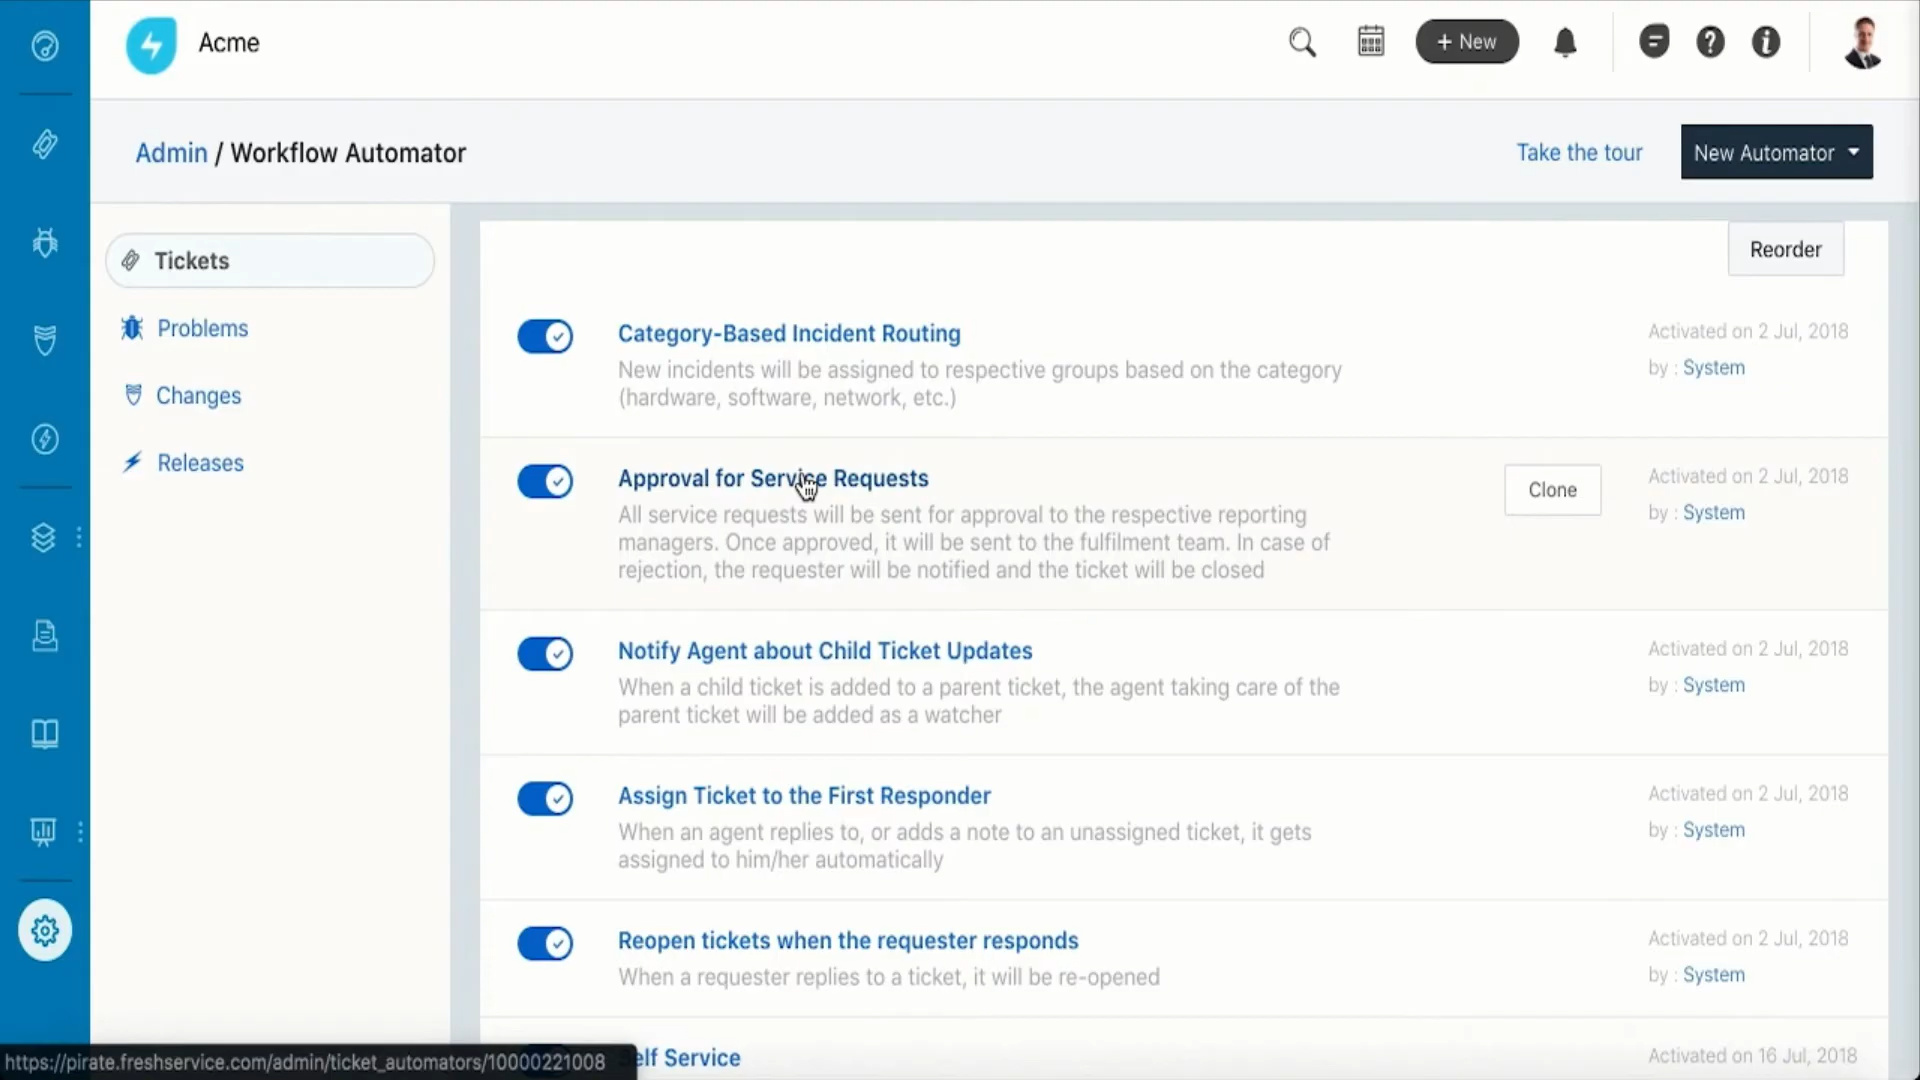 Acme
+ New
Admin / Workflow Automator
Take the tour
New Automator
Tickets
Problems
Changes
Releases
Reorder
Category-Based Incident Routing
New incidents will be assigned to respective groups based on the category
(hardware, software, network, etc.)
Activated on 2 Jul, 2018
by : System
Approval for Service Requests
All service requests will be sent for approval to the respective reporting
managers. Once approved, it will be sent to the fulfilment team. In case of
rejection, the requester will be notified and the ticket will be closed
Clone
Activated on 2 Jul, 2018
by : System
Notify Agent about Child Ticket Updates
When a child ticket is added to a parent ticket, the agent taking care of the
parent ticket will be added as a watcher
Activated on 2 Jul, 2018
by : System
Assign Ticket to the First Responder
When an agent replies to, or adds a note to an unassigned ticket, it gets
assigned to him/her automatically
Activated on 2 Jul, 2018
by : System
Reopen tickets when the requester responds
When a requester replies to a ticket, it will be re-opened
Activated on 2 Jul, 2018
by : System
elf Service
Activated on 16 Jul, 2018
https://pirate.freshservice.com/admin/ticket_automators/10000221008